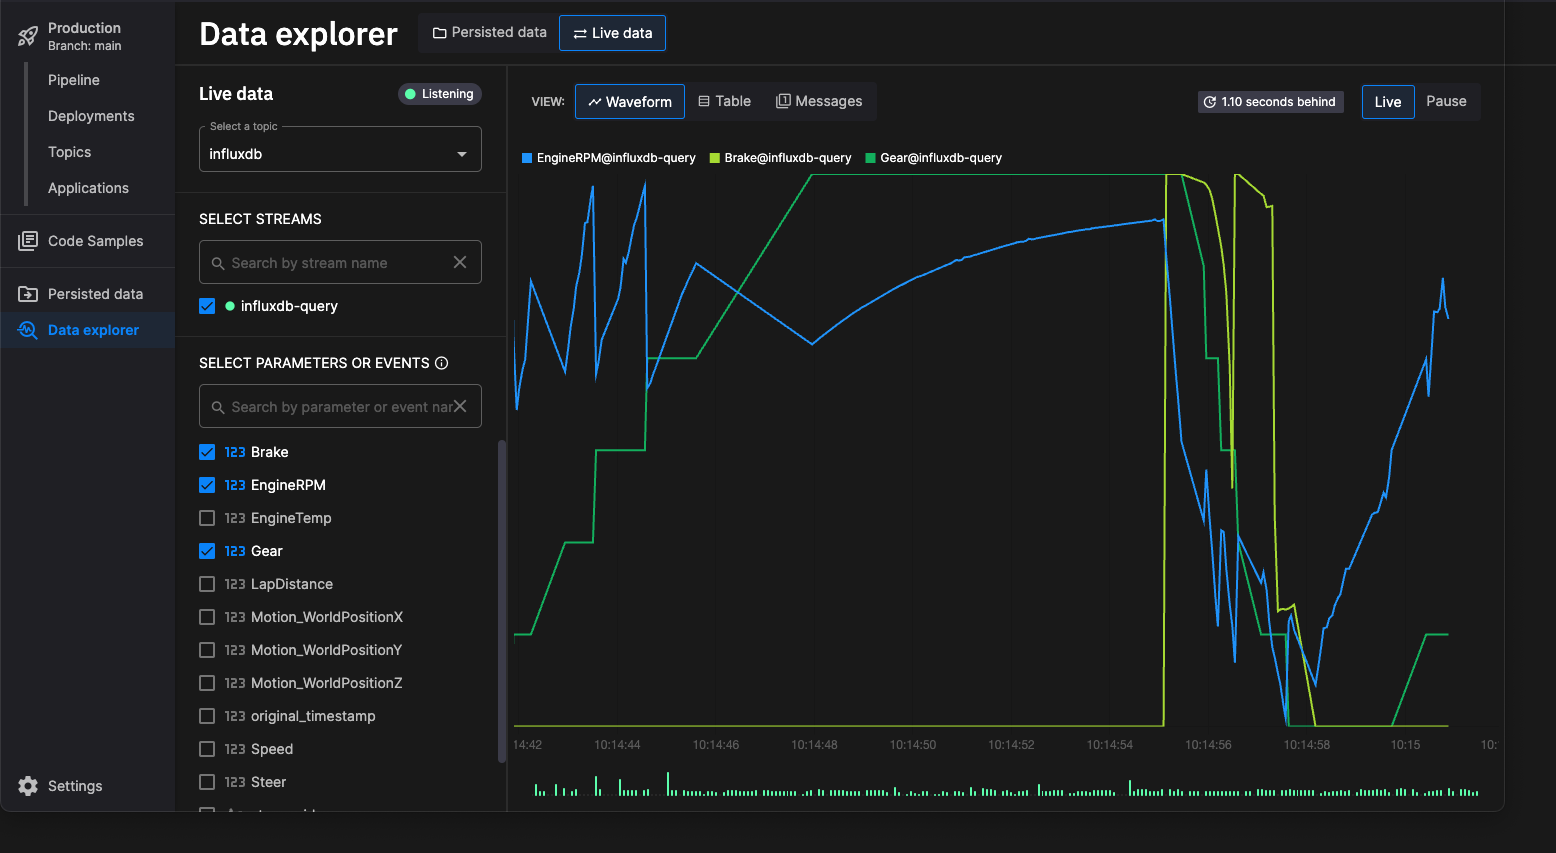 Production
Branch: main
Pipeline
Deployments
Topics
Applications
Code Samples
Persisted data
Data explorer
Settings
Data explorer
Persisted data
Live data
Live data
Listening
Select a topic
influxdb
SELECT STREAMS
Search by stream name
influxdb-query
SELECT PARAMETERS OR EVENTS
Search by parameter or event nar
123 Brake
123 EngineRPM
123 EngineTemp
123 Gear
123 LapDistance
123 Motion_WorldPositionX
123 Motion_WorldPositionY
123 Motion_WorldPositionZ
123 original_timestamp
123 Speed
123 Steer
VIEW:
Waveform
Table
Messages
1.10 seconds behind
Live
Pause
EngineRPM@influxdb-query
Brake@influxdb-query
Gear@influxdb-query
14:42 10:14:44 10:14:46 10:14:48 10:14:50 10:14:52 10:14:54 10:14:56 10:14:58 10:15 10: